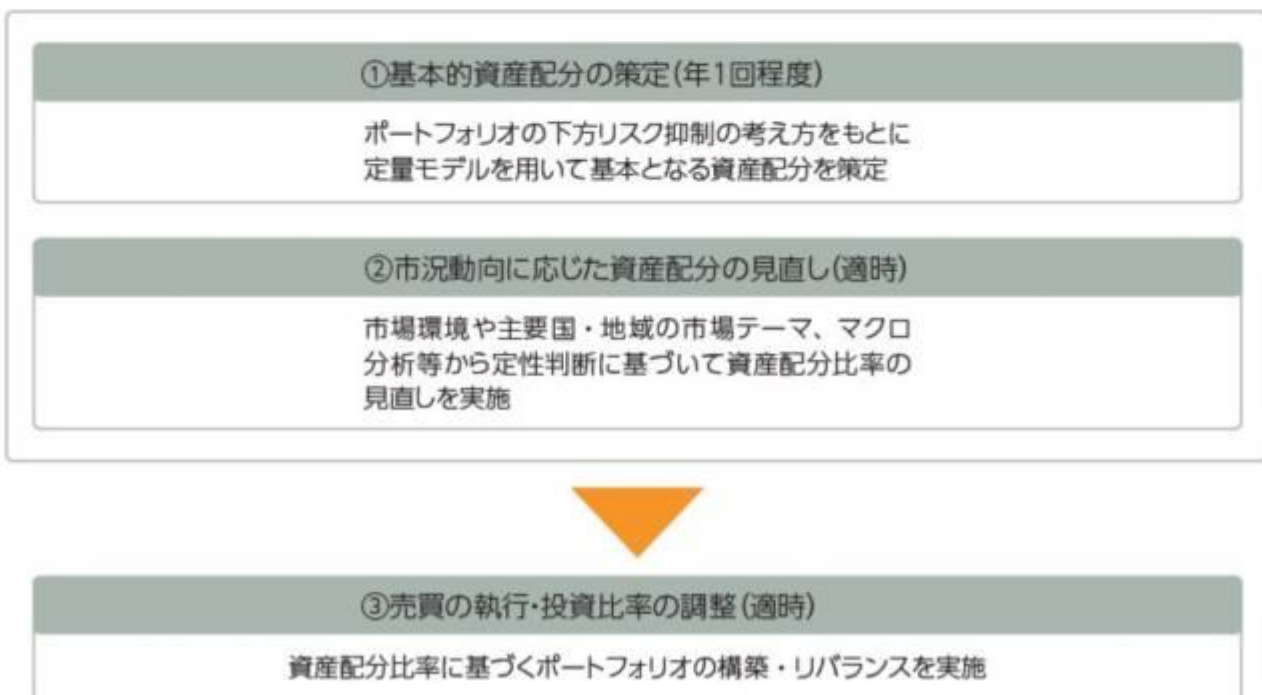 ①基本的資産配分の策定(年1回程度)
ポートフォリオの下方リスク抑制の考え方をもとに
定量モデルを用いて基本となる資産配分を策定
②市況動向に応じた資産配分の見直し(適時)
市場環境や主要国・地域の市場テーマ、マクロ
分析等から定性判断に基づいて資産配分比率の
見直しを実施
③売買の執行・投資比率の調整(適時)
資産配分比率に基づくポートフォリオの構築・リバランスを実施